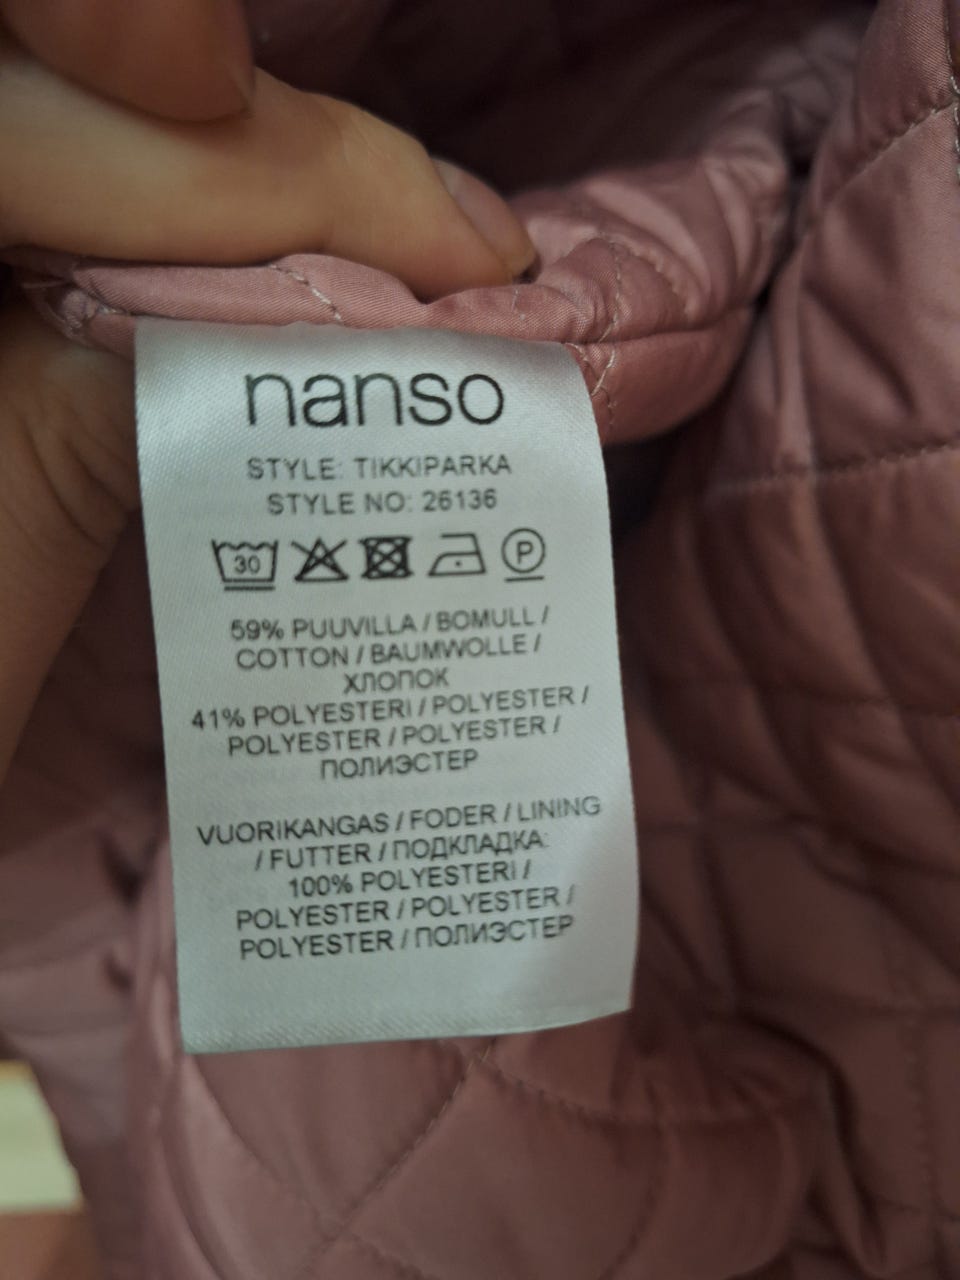 nanso
STYLE: TIKKIPARKA
STYLE NO: 26136
30 P
59% PUUVILLA / BOMULL /
COTTON / BAUMWOLLE /
ХЛОПОК
41% POLYESTERI / POLYESTER /
POLYESTER / POLYESTER /
ПОЛИЭСТЕР
VUORIKANGAS / FODER / LINING
/ FUTTER / ПОДКЛАДКА:
100% POLYESTERI /
POLYESTER / POLYESTER /
POLYESTER / ПОЛИЭСТЕР